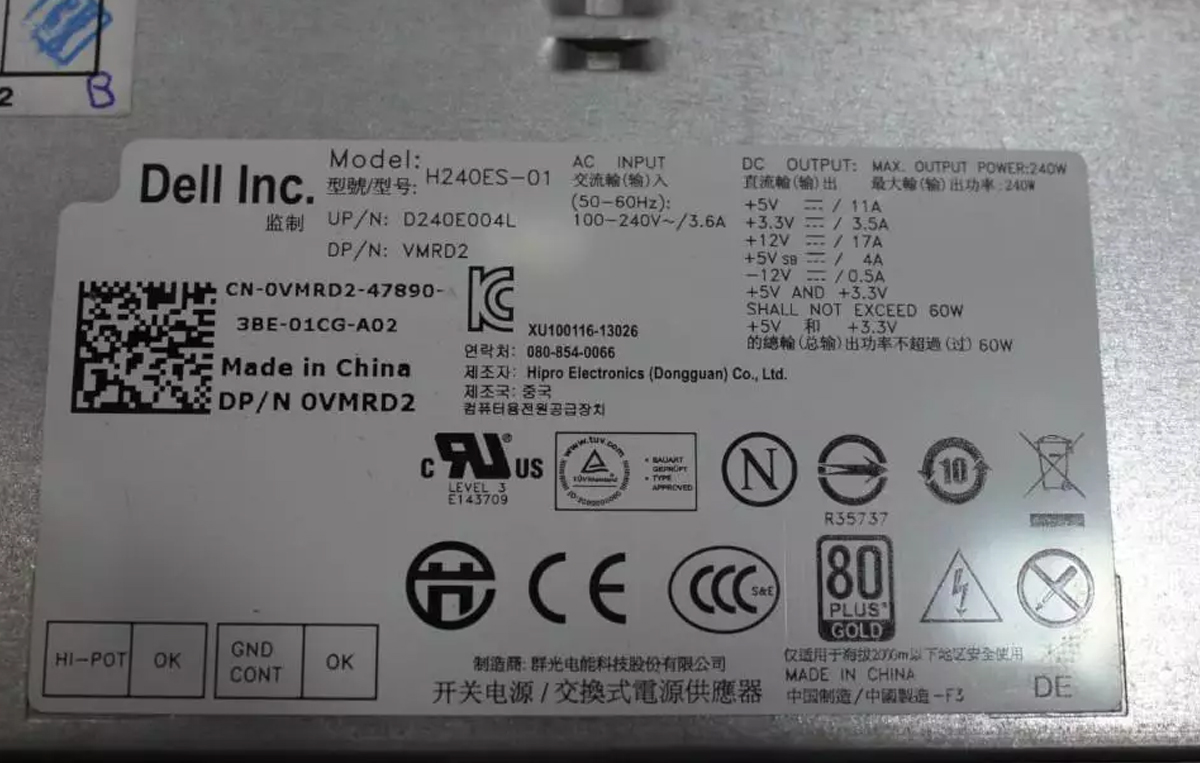 2
B
Dell Inc.
监制
Model:
型號/型号: H240ES-01
UP/N: D240E004L
DP/N: VMRD2
AC INPUT
交流輸(输)入
(50-60Hz):
100-240V~/3.6A
DC OUTPUT: MAX. OUTPUT POWER:240W
直流輸(输)出 最大輸(输)出功率:240W
+5V ⎓ / 11A
+3.3V ⎓ / 3.5A
+12V ⎓ / 17A
+5V SB ⎓ / 4A
-12V ⎓ / 0.5A
+5V AND +3.3V
SHALL NOT EXCEED 60W
+5V 和 +3.3V
的總輸(总输)出功率不超過(过)60W
CN-0VMRD2-47890-
3BE-01CG-A02
Made in China
DP/N 0VMRD2
XU100116-13026
연락처: 080-854-0066
제조자: Hipro Electronics (Dongguan) Co., Ltd.
제조국: 중국
컴퓨터용전원공급장치
c RU® US
LEVEL 3
E143709
www.tuv.com
TÜVRheinland
• BAUART
GEPRÜFT
• TYPE
APPROVED
N
R35737
10
CE
CCC S&E
80
PLUS®
GOLD
HI-POT OK
GND
CONT
OK
制造商: 群光电能科技股份有限公司
开关电源/交換式電源供應器
仅适用于海拔2000m以下地区安全使用
MADE IN CHINA
中国制造/中國製造-F3
DE